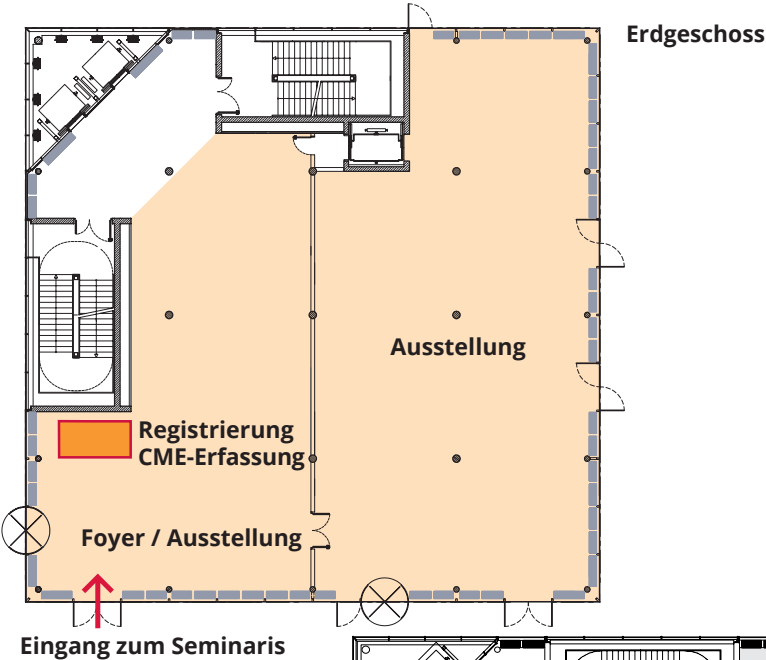 Erdgeschoss
Ausstellung
Registrierung
CME-Erfassung
Foyer / Ausstellung
Eingang zum Seminaris